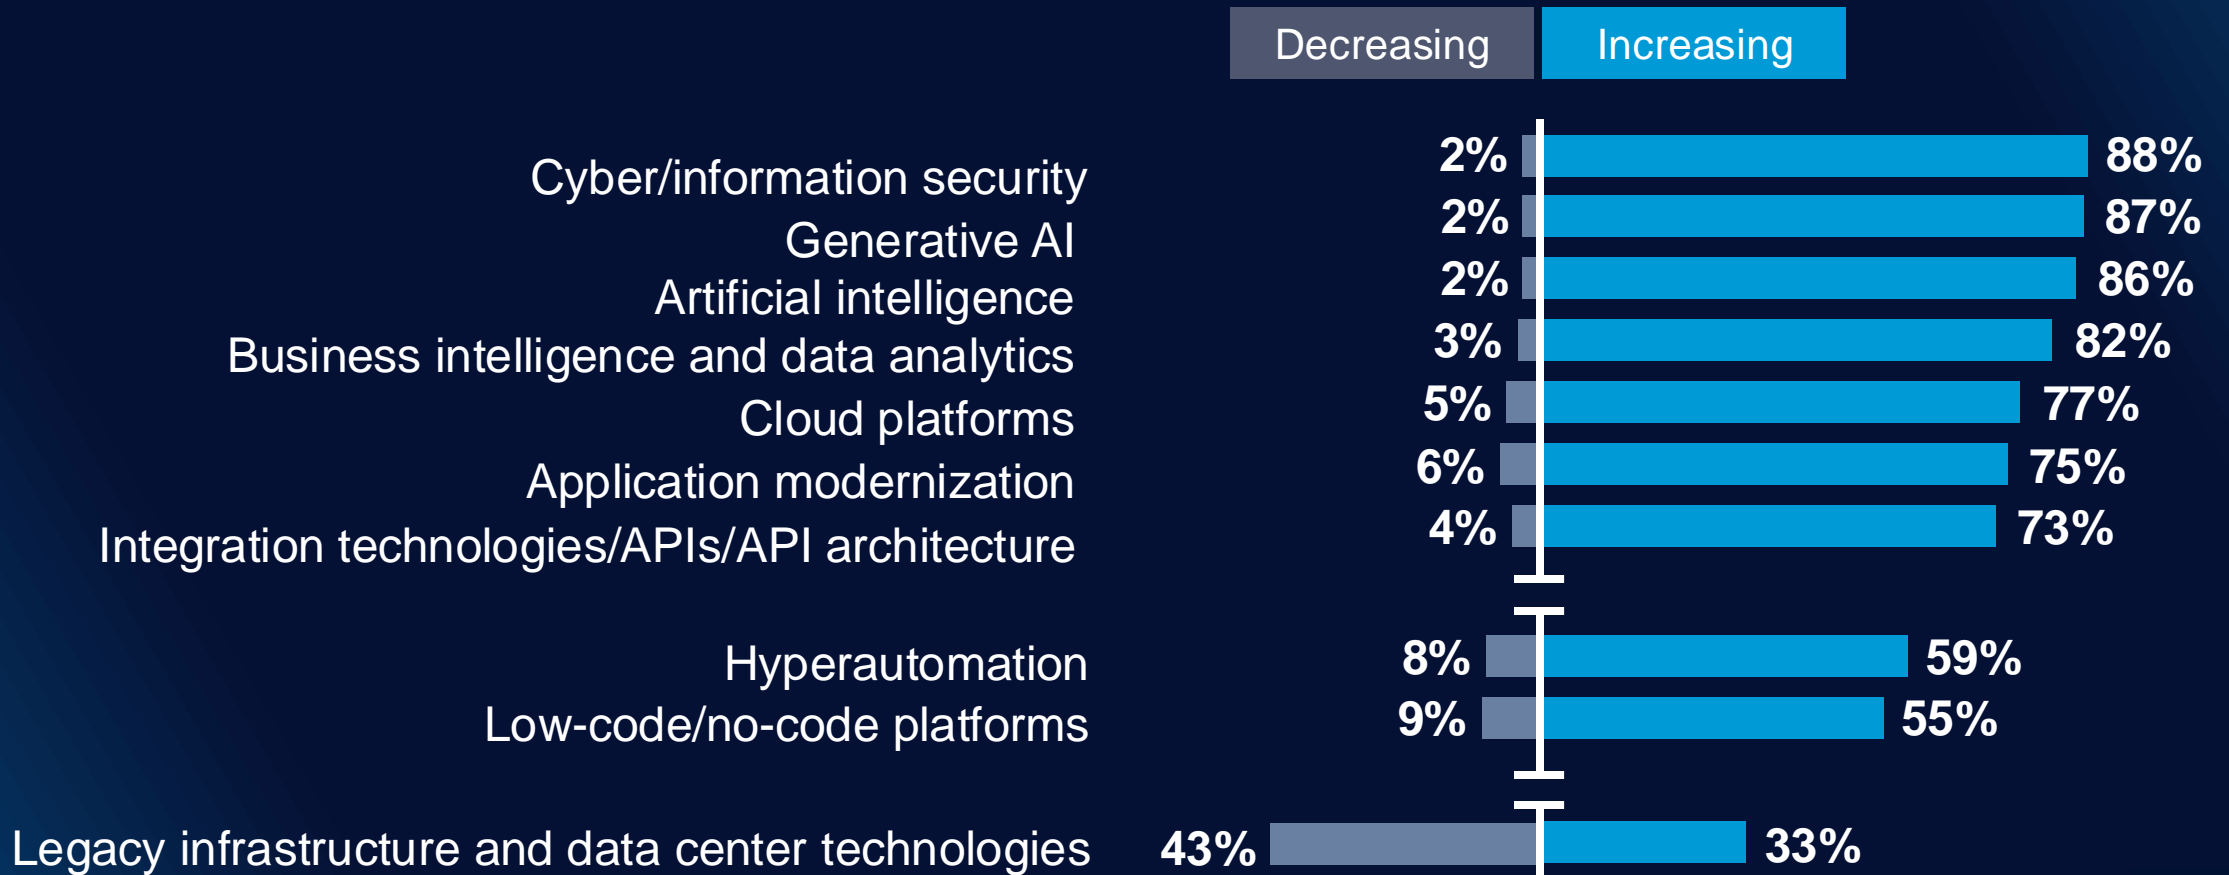 Decreasing Increasing
Cyber/information security 2% 88%
Generative AI 2% 87%
Artificial intelligence 2% 86%
Business intelligence and data analytics 3% 82%
Cloud platforms 5% 77%
Application modernization 6% 75%
Integration technologies/APIs/API architecture 4% 73%
Hyperautomation 8% 59%
Low-code/no-code platforms 9% 55%
Legacy infrastructure and data center technologies 43% 33%